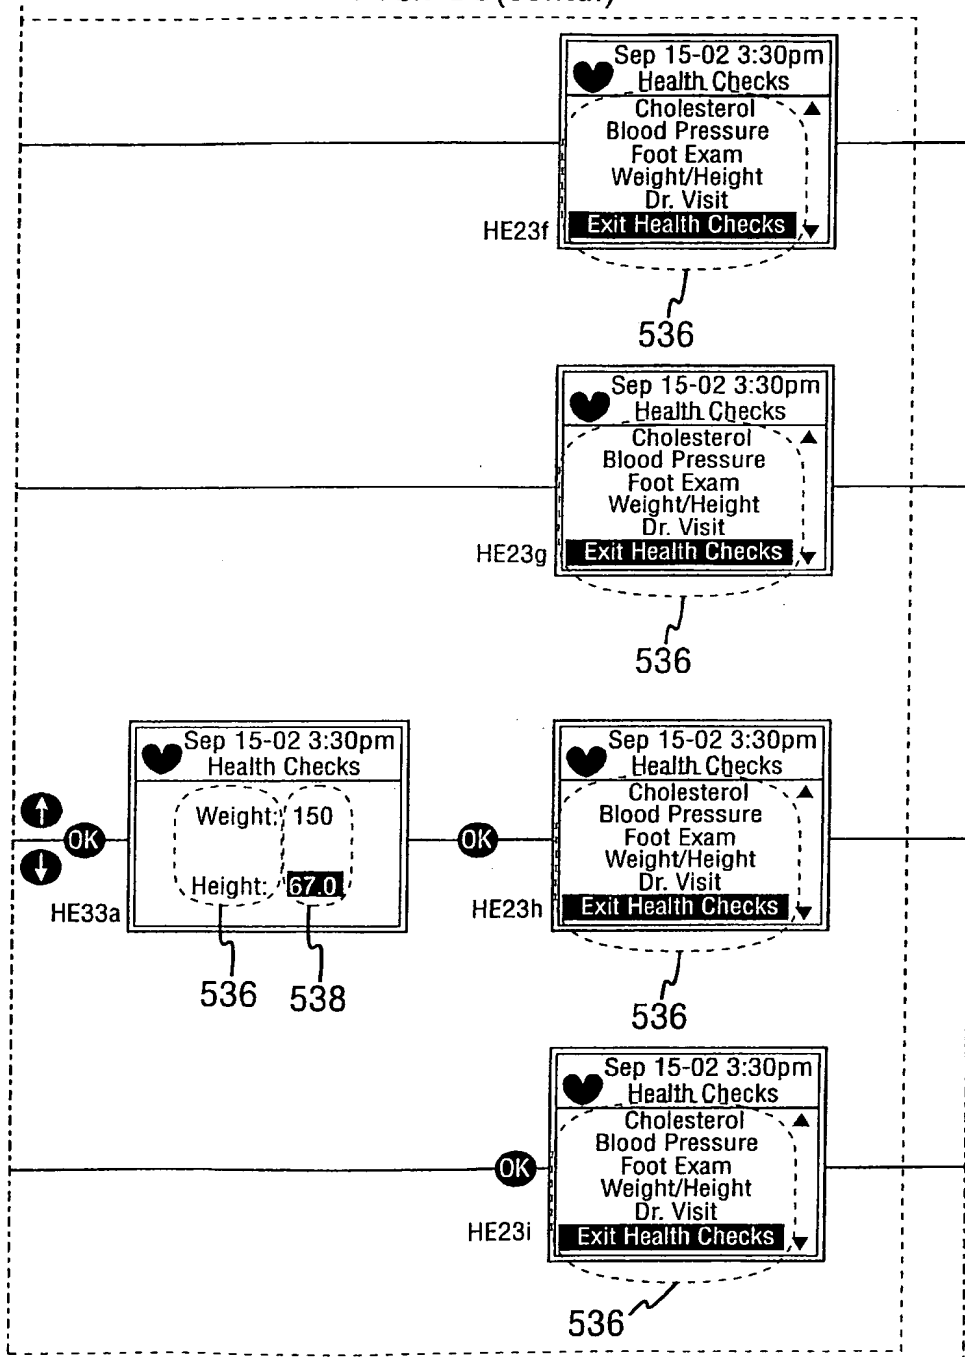 Sep 15-02 3:30pm
Health Checks
Cholesterol
Blood Pressure
Foot Exam
Weight/Height
Dr. Visit
Exit Health Checks
HE23f
536
Sep 15-02 3:30pm
Health Checks
Cholesterol
Blood Pressure
Foot Exam
Weight/Height
Dr. Visit
Exit Health Checks
HE23g
536
OK
Sep 15-02 3:30pm
Health Checks
Weight: 150
Height: 67.0
HE33a
536 538
OK
Sep 15-02 3:30pm
Health Checks
Cholesterol
Blood Pressure
Foot Exam
Weight/Height
Dr. Visit
Exit Health Checks
HE23h
536
OK
Sep 15-02 3:30pm
Health Checks
Cholesterol
Blood Pressure
Foot Exam
Weight/Height
Dr. Visit
Exit Health Checks
HE23i
536